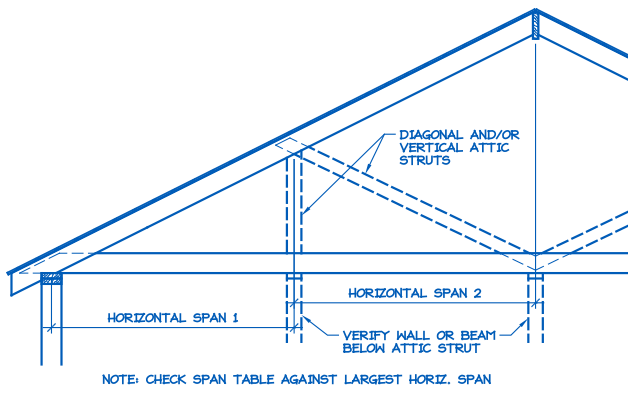 DIAGONAL AND/OR
VERTICAL ATTIC
STRUTS
HORIZONTAL SPAN 2
HORIZONTAL SPAN 1
VERIFY WALL OR BEAM
BELOW ATTIC STRUT
NOTE: CHECK SPAN TABLE AGAINST LARGEST HORIZ. SPAN